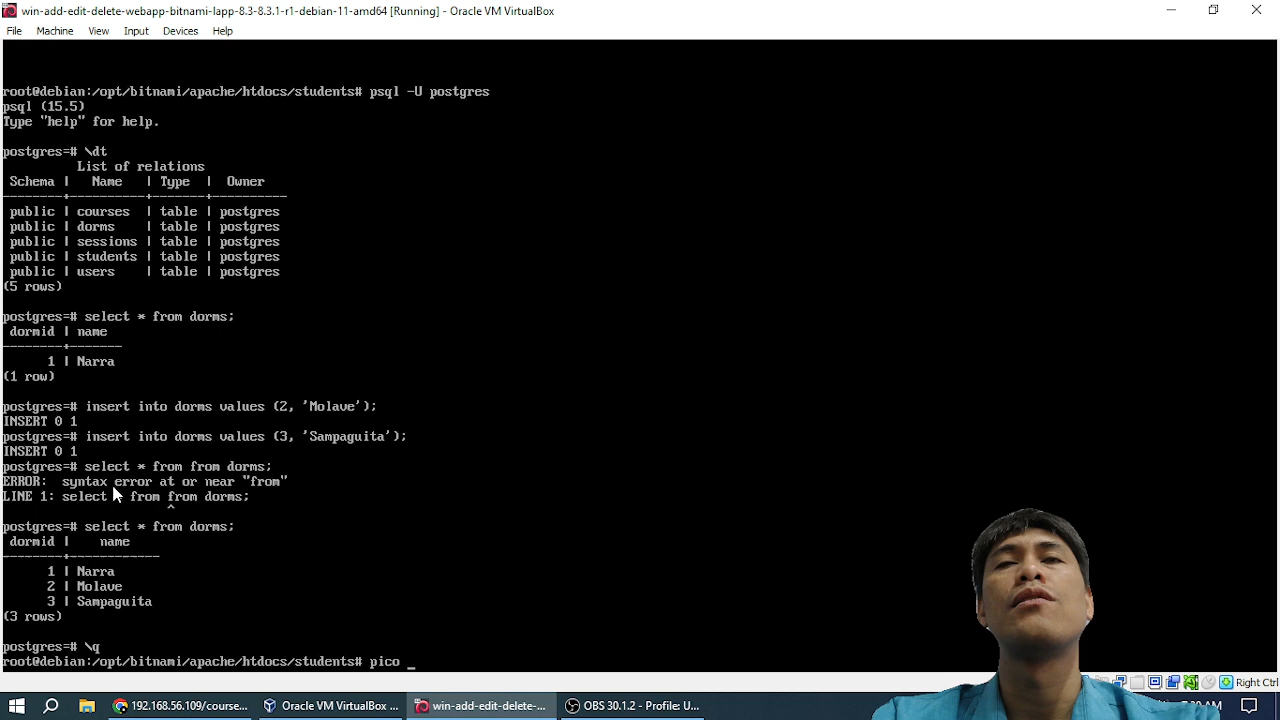 win-add-edit-delete-webapp-bitnami-lapp-8.3-8.3.1-r1-debian-11-amd64 [Running] - Oracle VM VirtualBox
File Machine View Input Devices Help
root@debian:/opt/bitnami/apache/htdocs/students# psql -U postgres
psql (15.5)
Type "help" for help.
postgres=# \dt
List of relations
Schema | Name | Type | Owner
--------+----------+-------+----------
public | courses | table | postgres
public | dorms | table | postgres
public | sessions | table | postgres
public | students | table | postgres
public | users | table | postgres
(5 rows)
postgres=# select * from dorms;
dormid | name
--------+-------
1 | Narra
(1 row)
postgres=# insert into dorms values (2, 'Molave');
INSERT 0 1
postgres=# insert into dorms values (3, 'Sampaguita');
INSERT 0 1
postgres=# select * from from dorms;
ERROR: syntax error at or near "from"
LINE 1: select * from from dorms;
^
postgres=# select * from dorms;
dormid | name
--------+------------
1 | Narra
2 | Molave
3 | Sampaguita
(3 rows)
postgres=# \q
root@debian:/opt/bitnami/apache/htdocs/students# pico _
Right Ctrl
192.168.56.109/course... Oracle VM VirtualBox ... win-add-edit-delete-... OBS 30.1.2 - Profile: U... AM